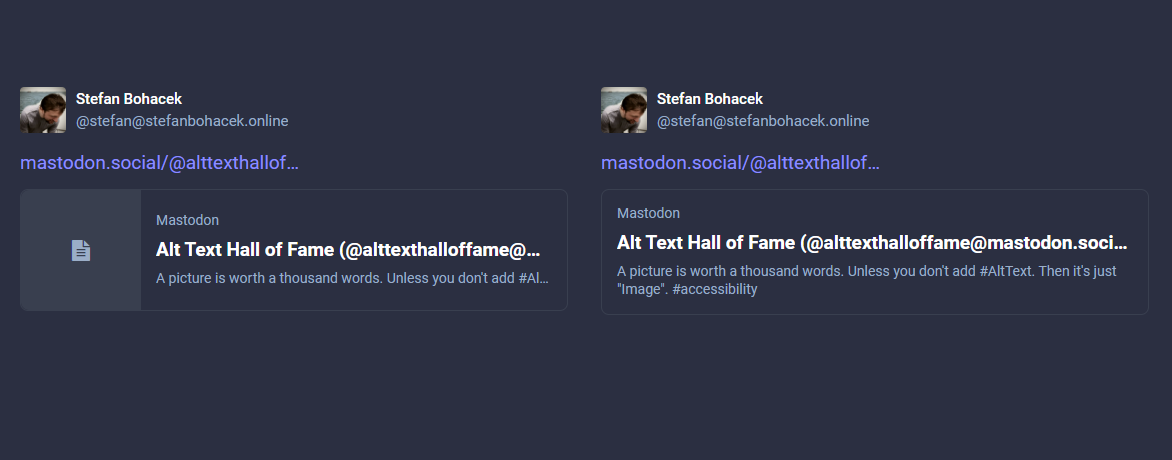 Stefan Bohacek
@stefan@stefanbohacek.online
mastodon.social/@alttexthallof…
Mastodon
Alt Text Hall of Fame (@alttexthalloffame@…
A picture is worth a thousand words. Unless you don't add #Al…
Stefan Bohacek
@stefan@stefanbohacek.online
mastodon.social/@alttexthallof…
Mastodon
Alt Text Hall of Fame (@alttexthalloffame@mastodon.soci…
A picture is worth a thousand words. Unless you don't add #AltText. Then it's just
"Image". #accessibility